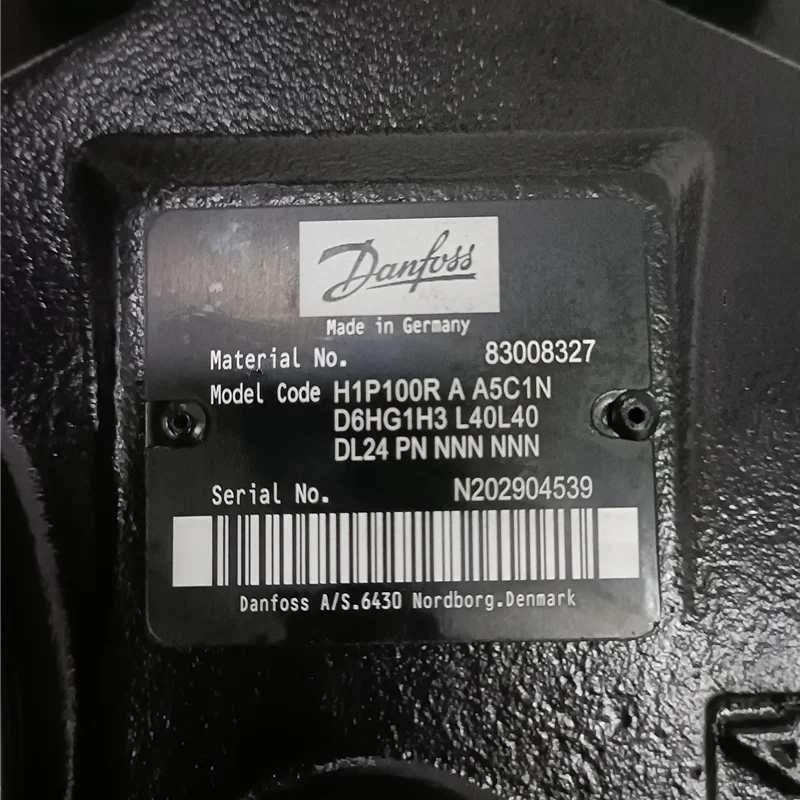 Danfoss
Made in Germany
Material No. 83008327
Model Code H1P100R A A5C1N
D6HG1H3 L40L40
DL24 PN NNN NNN
Serial No. N202904539
Danfoss A/S.6430 Nordborg.Denmark